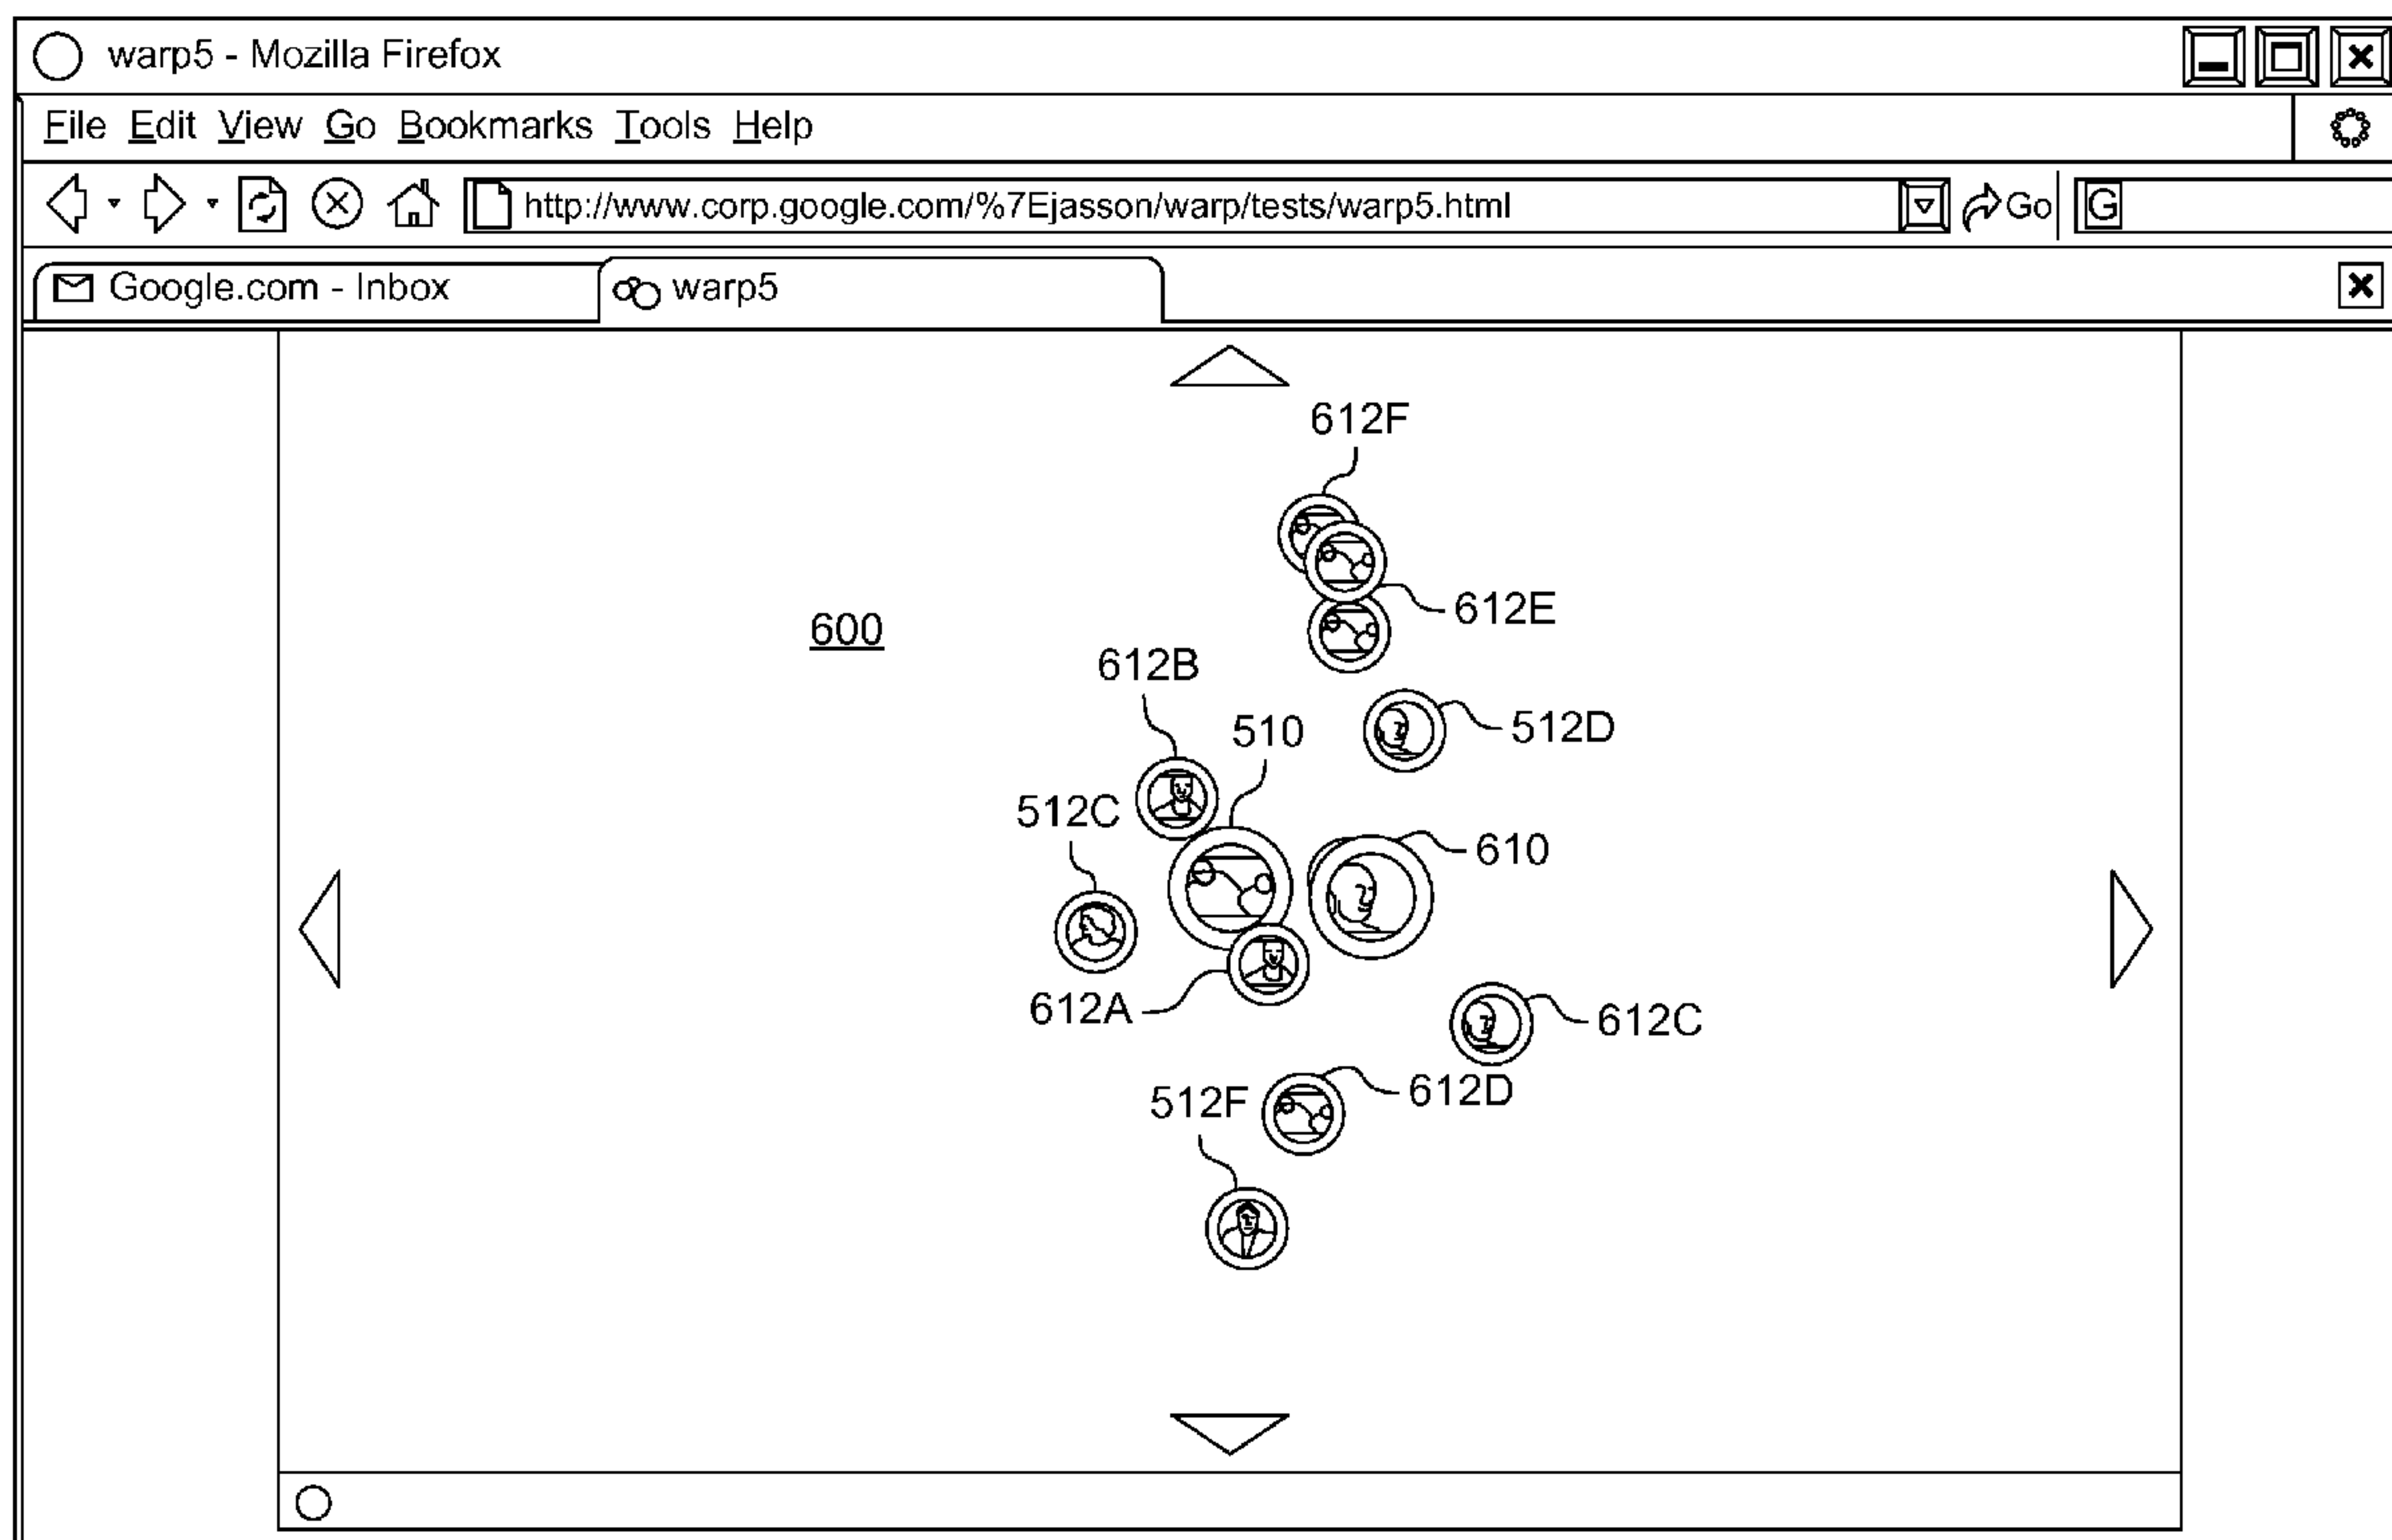 warp5 - Mozilla Firefox
File Edit View Go Bookmarks Tools Help
http://www.corp.google.com/%7Ejasson/warp/tests/warp5.html
Go
G
Google.com - Inbox
warp5
612F
612E
600
612B
510
512D
512C
610
612A
612C
612D
512F